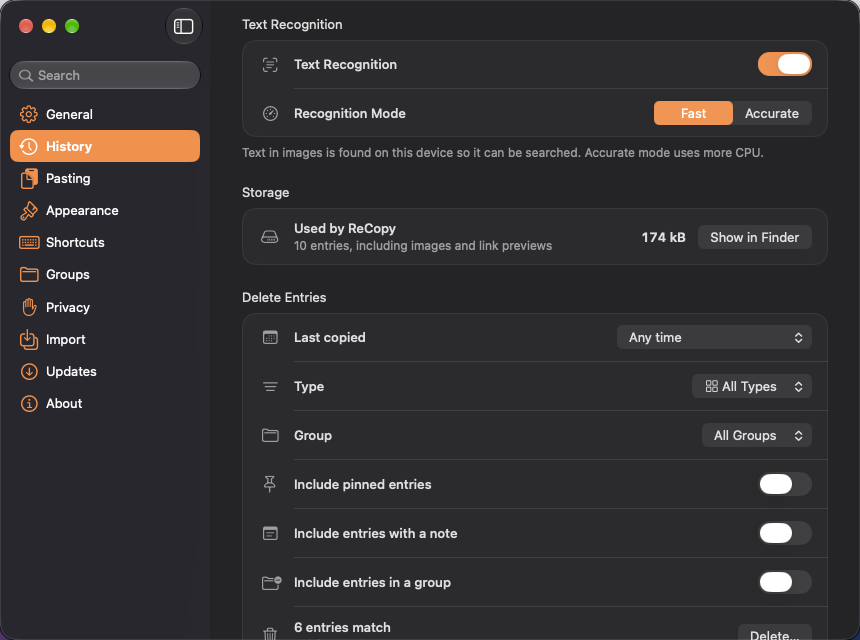 Search
General
History
Pasting
Appearance
Shortcuts
Groups
Privacy
Import
Updates
About
Text Recognition
Text Recognition
Recognition Mode
Fast
Accurate
Text in images is found on this device so it can be searched. Accurate mode uses more CPU.
Storage
Used by ReCopy
10 entries, including images and link previews
174 kB
Show in Finder
Delete Entries
Last copied
Any time
Type
All Types
Group
All Groups
Include pinned entries
Include entries with a note
Include entries in a group
6 entries match
Delete...